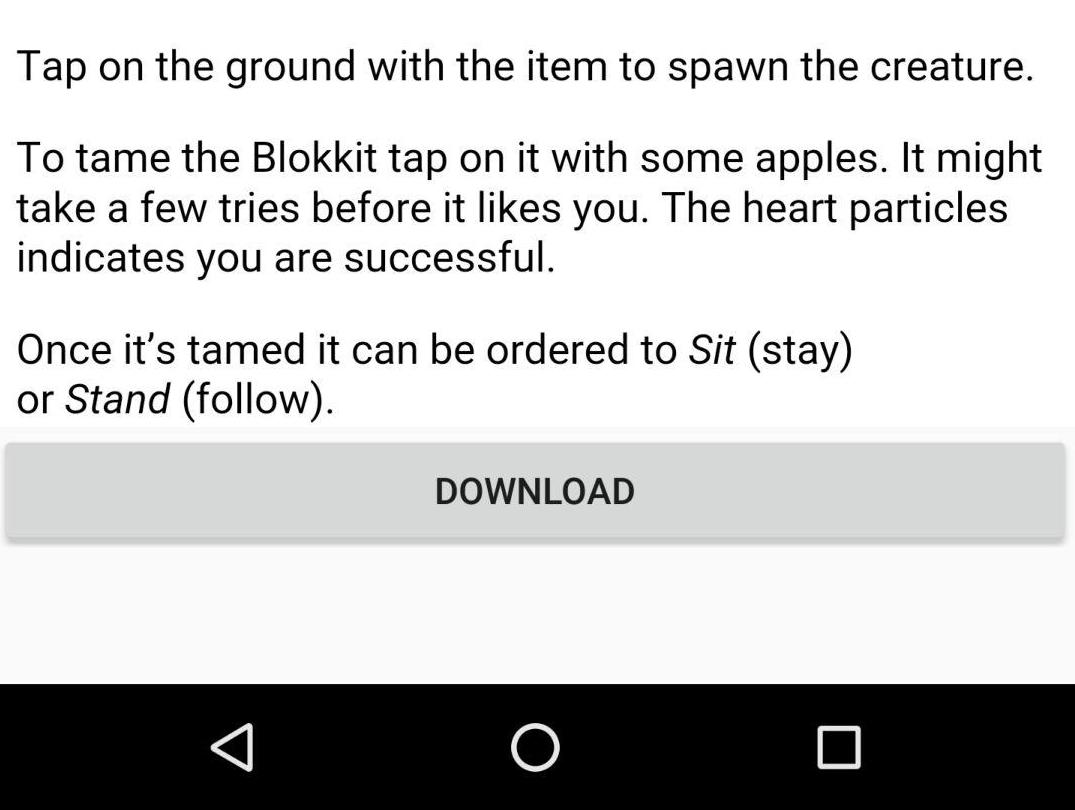 Tap on the ground with the item to spawn the creature.
To tame the Blokkit tap on it with some apples. It might
take a few tries before it likes you. The heart particles
indicates you are successful.
Once it’s tamed it can be ordered to Sit (stay)
or Stand (follow).
DOWNLOAD